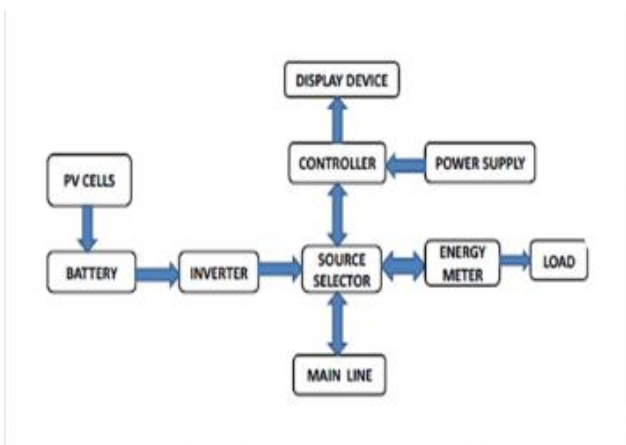 DISPLAY DEVICE
CONTROLLER
POWER SUPPLY
PV CELLS
BATTERY
INVERTER
SOURCE
SELECTOR
ENERGY
METER
LOAD
MAIN LINE